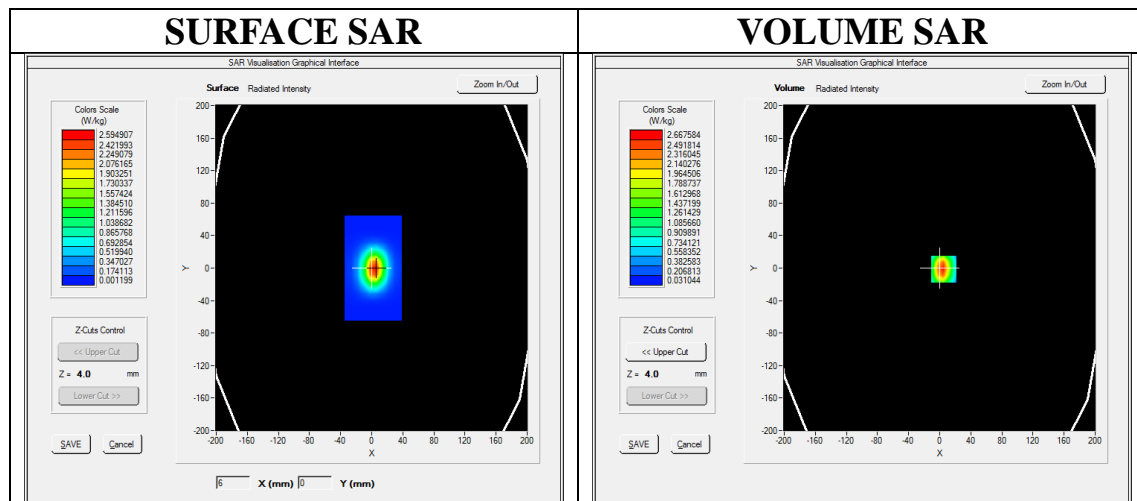 SURFACE SAR
SAR Visualisation Graphical Interface
Surface Radiated Intensity
Zoom In/Out
Colors Scale
(W/kg)
2.594907
2.421993
2.249079
2.076165
1.903251
1.730337
1.557424
1.384510
1.211596
1.038682
0.865768
0.692854
0.519940
0.347027
0.174113
0.001199
Z-Cuts Control
<< Upper Cut
Z = 4.0 mm
Lower Cut >>
SAVE Cancel
200
160
120
80
40
0
-40
-80
-120
-160
-200
Y
-200 -160 -120 -80 -40 0 40 80 120 160 200
X
6 X (mm) 0 Y (mm)
VOLUME SAR
SAR Visualisation Graphical Interface
Volume Radiated Intensity
Zoom In/Out
Colors Scale
(W/kg)
2.667584
2.491814
2.316045
2.140276
1.964506
1.788737
1.612968
1.437199
1.261429
1.085660
0.909891
0.734121
0.558352
0.382583
0.206813
0.031044
Z-Cuts Control
<< Upper Cut
Z = 4.0 mm
Lower Cut >>
SAVE Cancel
200
160
120
80
40
0
-40
-80
-120
-160
-200
Y
-200 -160 -120 -80 -40 0 40 80 120 160 200
X